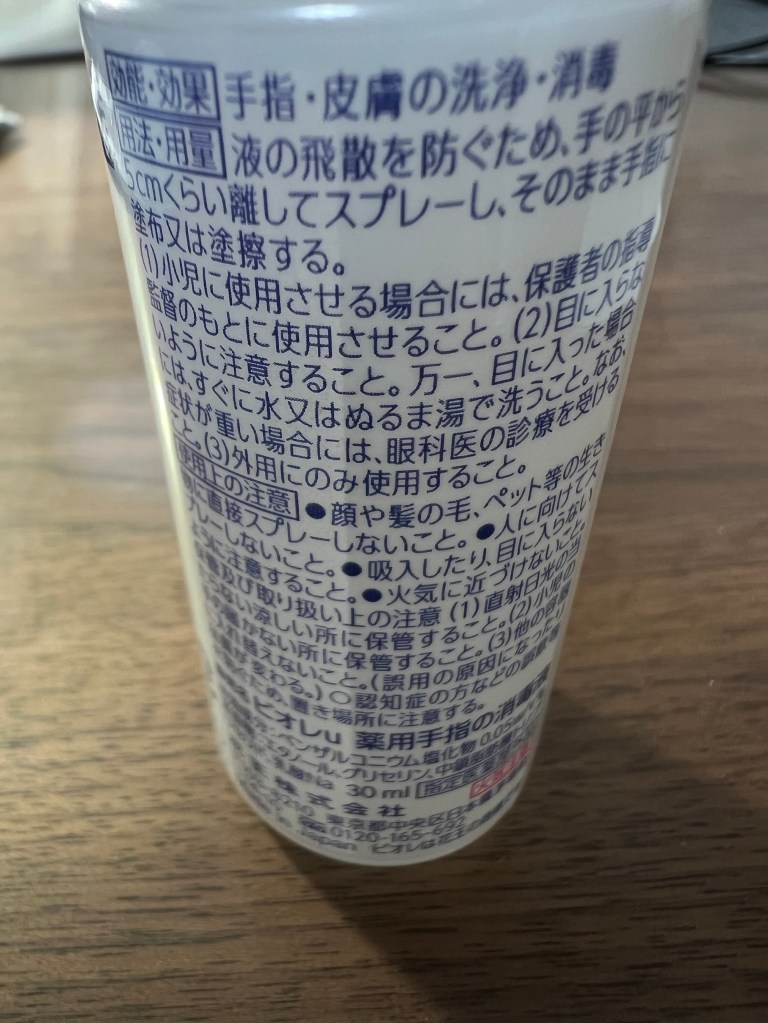 効能・効果 手指・皮膚の洗浄・消毒
用法・用量 液の飛散を防ぐため、手の平から
5cmくらい離してスプレーし、そのまま手指に
塗布又は塗擦する。
(1)小児に使用させる場合には、保護者の指導
監督のもとに使用させること。(2)目に入らな
いように注意すること。万一、目に入った場合
には、すぐに水又はぬるま湯で洗うこと。なお、
症状が重い場合には、眼科医の診療を受ける
こと。(3)外用にのみ使用すること。
使用上の注意 ●顔や髪の毛、ペット等の生き
物に直接スプレーしないこと。●人に向けてス
プレーしないこと。●吸入したり、目に入らない
ように注意すること。●火気に近づけないこと。
保管及び取り扱い上の注意 (1)直射日光の当
たらない涼しい所に保管すること。(2)小児の
手の届かない所に保管すること。(3)他の容器
に入れ替えないこと。(誤用の原因になったり
が変わる。)○認知症の方などの
ため、置き場所に注意する。
ビオレu 薬用手指の消毒液
ベンザルコニウム塩化物 0.05
エタノール、グリセリン、
30ml 指定医薬部外品
株式会社
東京都中央区日本橋
0120-165-692
Japan ビオレは花王の